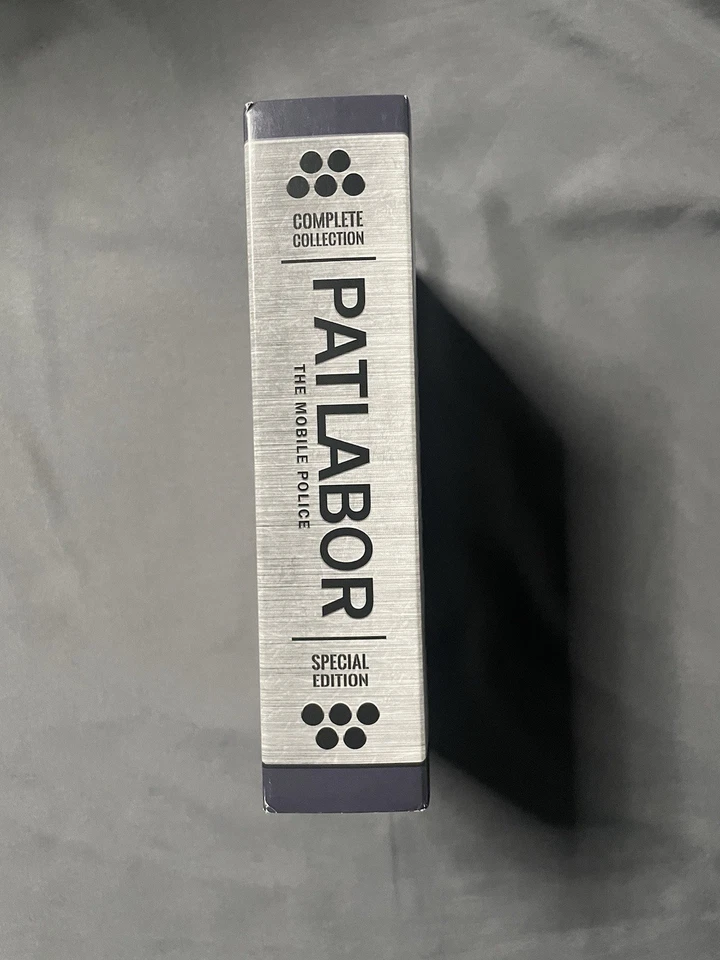 COMPLETE
COLLECTION
PATLABOR
THE MOBILE POLICE
SPECIAL
EDITION